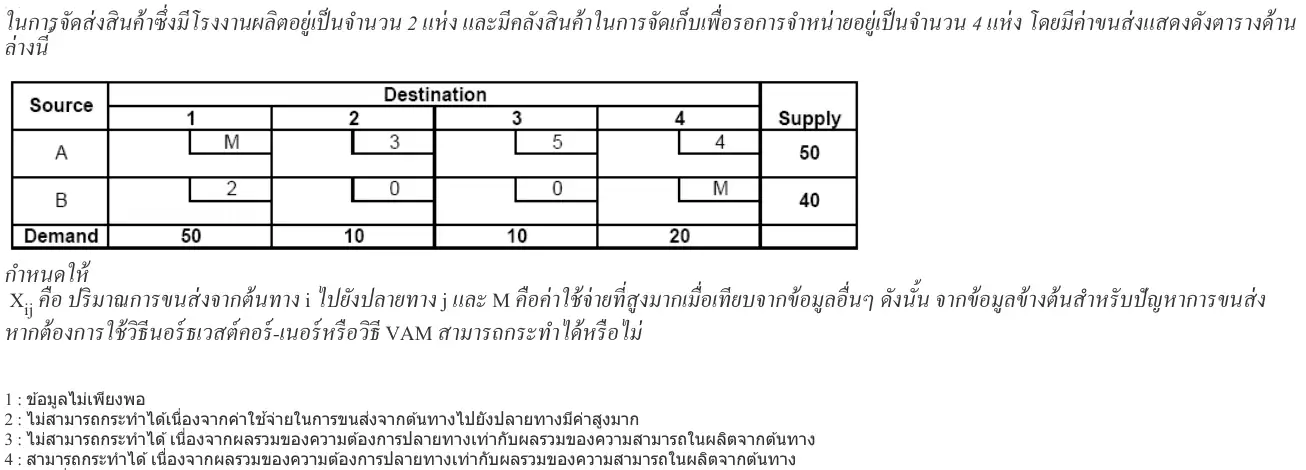 ในการจัดส่งสินค้าซึ่งมีโรงงานผลิตอยู่เป็นจำนวน 2 แห่ง และมีคลังสินค้าในการจัดเก็บเพื่อรอการจำหน่ายอยู่เป็นจำนวน 4 แห่ง โดยมีค่าขนส่งแสดงดังตารางด้าน
ล่างนี้
Source Destination Supply
1 2 3 4
A M 3 5 4 50
B 2 0 0 M 40
Demand 50 10 10 20
กำหนดให้
Xij คือ ปริมาณการขนส่งจากต้นทาง i ไปยังปลายทาง j และ M คือค่าใช้จ่ายที่สูงมากเมื่อเทียบจากข้อมูลอื่นๆ ดังนั้น จากข้อมูลข้างต้นสำหรับปัญหาการขนส่ง
หากต้องการใช้วิธีนอร์ธเวสต์คอร์-เนอร์หรือวิธี VAM สามารถกระทำได้หรือไม่
1 : ข้อมูลไม่เพียงพอ
2 : ไม่สามารถกระทำได้เนื่องจากค่าใช้จ่ายในการขนส่งจากต้นทางไปยังปลายทางมีค่าสูงมาก
3 : ไม่สามารถกระทำได้ เนื่องจากผลรวมของความต้องการปลายทางเท่ากับผลรวมของความสามารถในผลิตจากต้นทาง
4 : สามารถกระทำได้ เนื่องจากผลรวมของความต้องการปลายทางเท่ากับผลรวมของความสามารถในผลิตจากต้นทาง